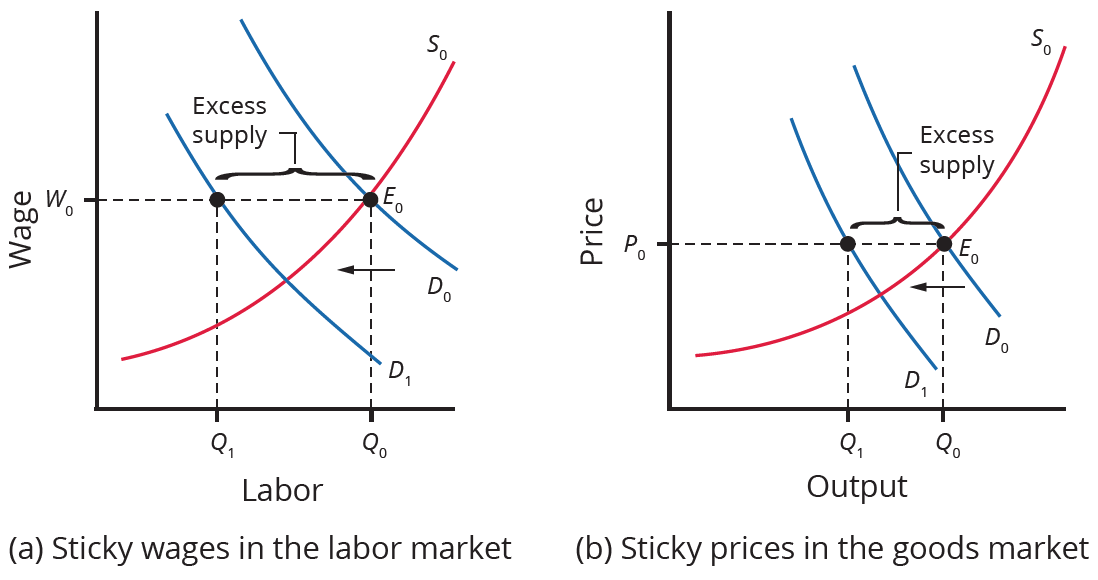 S₀
Excess
supply
Wage
W₀
E₀
D₀
D₁
Q₁
Q₀
Labor
(a) Sticky wages in the labor market
S₀
Excess
supply
Price
P₀
E₀
D₀
D₁
Q₁
Q₀
Output
(b) Sticky prices in the goods market